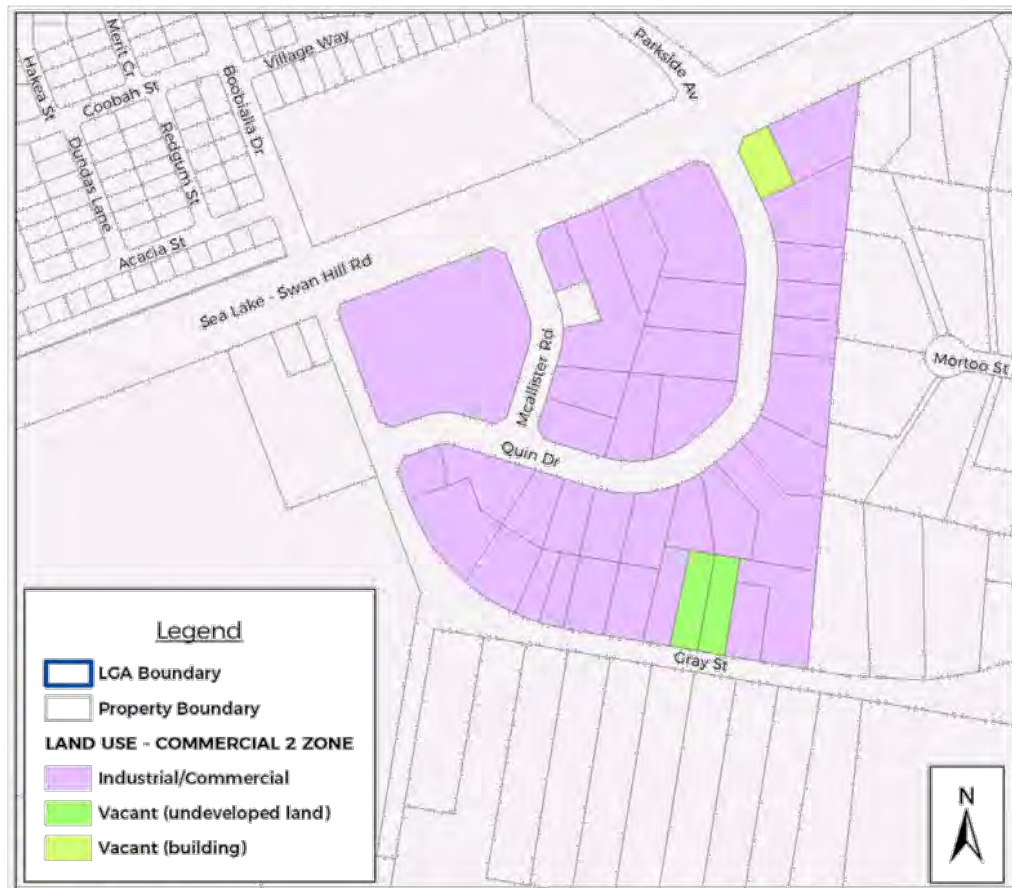 Hakea St
Merit Cr
Coobah St
Village Way
Boobialla Dr
Redgum St
Dundas Lane
Acacia St
Parkside Av
Sea Lake - Swan Hill Rd
Mcallister Rd
Mortoo St
Quin Dr
Gray St
Legend
LGA Boundary
Property Boundary
LAND USE - COMMERCIAL 2 ZONE
Industrial/Commercial
Vacant (undeveloped land)
Vacant (building)
N